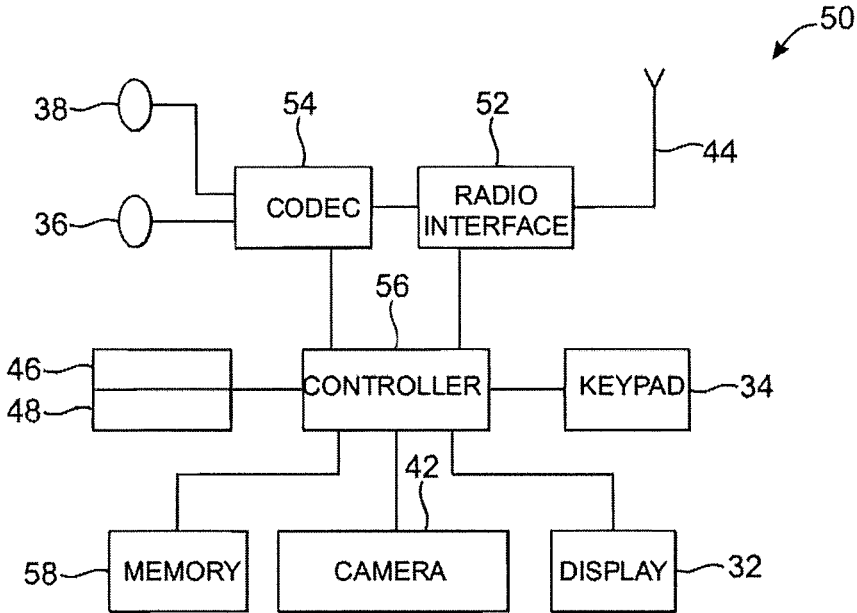 50
38
54
52
44
CODEC
RADIO
INTERFACE
36
56
46
48
CONTROLLER
KEYPAD
34
42
58
MEMORY
CAMERA
DISPLAY
32